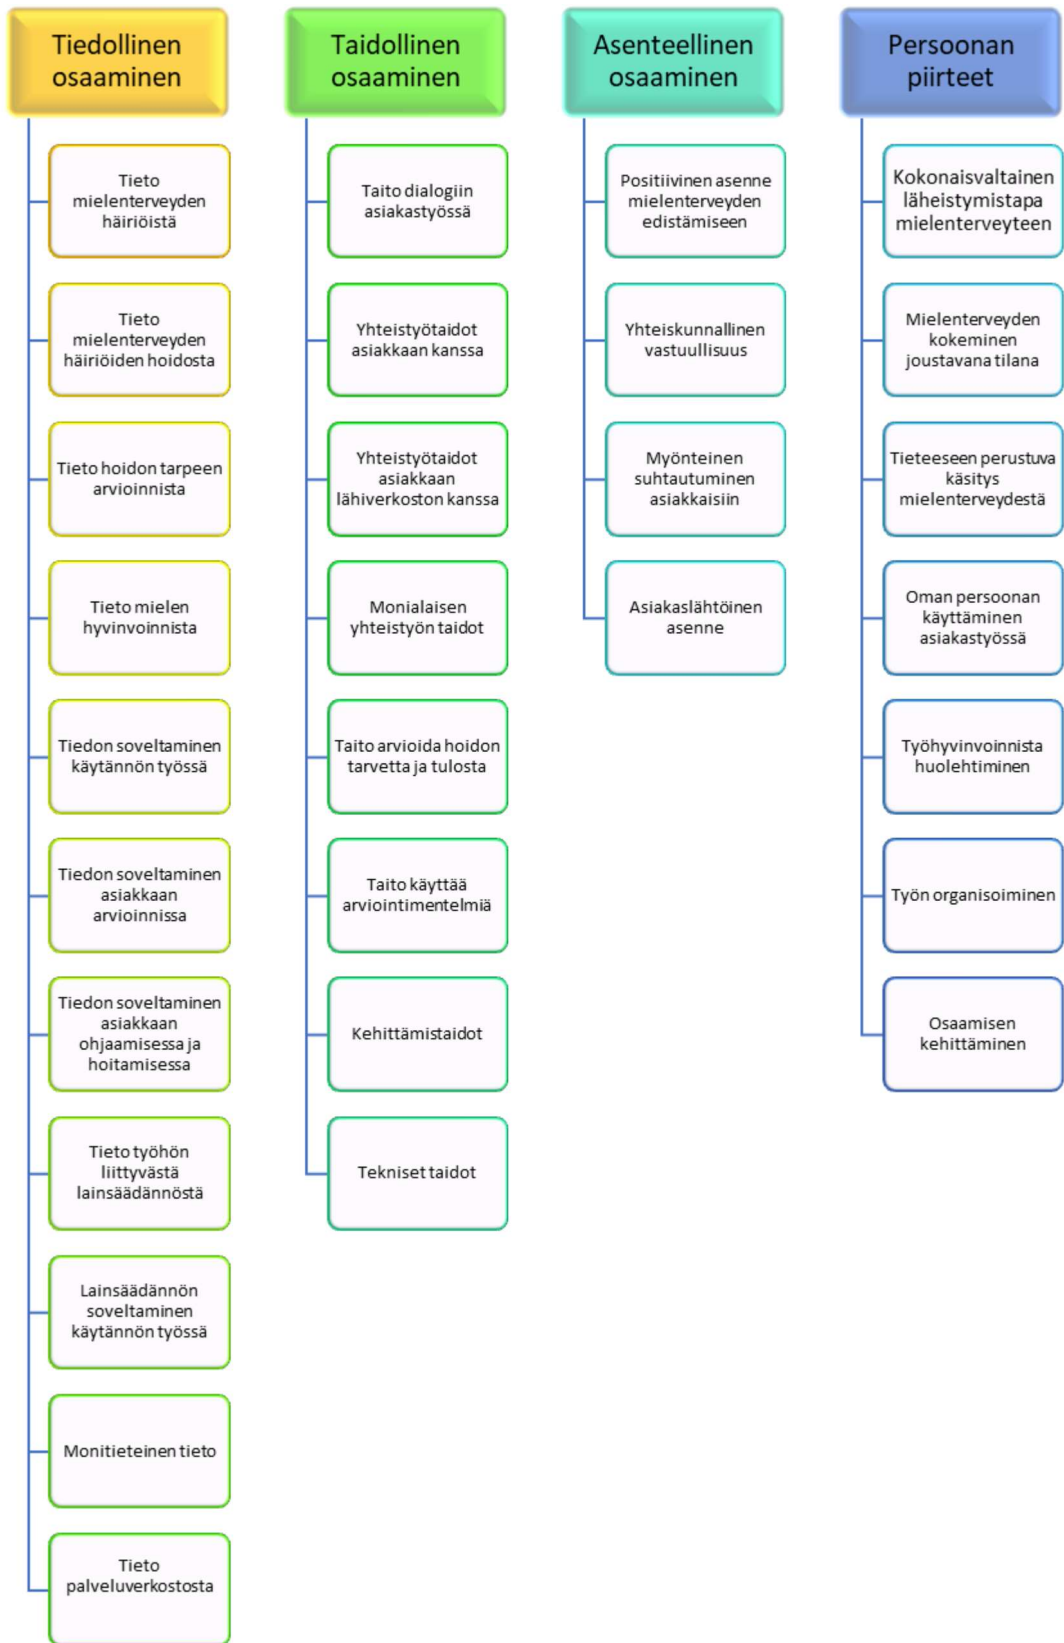 Tiedollinen
osaaminen
Tieto
mielenterveyden
häiriöistä
Tieto
mielenterveyden
häiriöiden hoidosta
Tieto hoidon tarpeen
arvioinnista
Tieto mielen
hyvinvoinnista
Tiedon soveltaminen
käytännön työssä
Tiedon soveltaminen
asiakkaan
arvioinnissa
Tiedon soveltaminen
asiakkaan
ohjaamisessa ja
hoitamisessa
Tieto työhön
liittyvästä
lainsäädännöstä
Lainsäädännön
soveltaminen
käytännön työssä
Monitieteinen tieto
Tieto
palveluverkostosta
Taidollinen
osaaminen
Taito dialogiin
asiakastyössä
Yhteistyötaidot
asiakkaan kanssa
Yhteistyötaidot
asiakkaan
lähiverkoston kanssa
Monialaisen
yhteistyön taidot
Taito arvioida hoidon
tarvetta ja tulosta
Taito käyttää
arviointimentelmiä
Kehittämistaidot
Tekniset taidot
Asenteellinen
osaaminen
Positiivinen asenne
mielenterveyden
edistämiseen
Yhteiskunnallinen
vastuullisuus
Myönteinen
suhtautuminen
asiakkaisiin
Asiakaslähtöinen
asenne
Persoonan
piirteet
Kokonaisvaltainen
läheistymistapa
mielenterveyteen
Mielenterveyden
kokeminen
joustavana tilana
Tieteeseen perustuva
käsitys
mielenterveydestä
Oman persoonan
käyttäminen
asiakastyössä
Työhyvinvoinnista
huolehtiminen
Työn organisoiminen
Osaamisen
kehittäminen